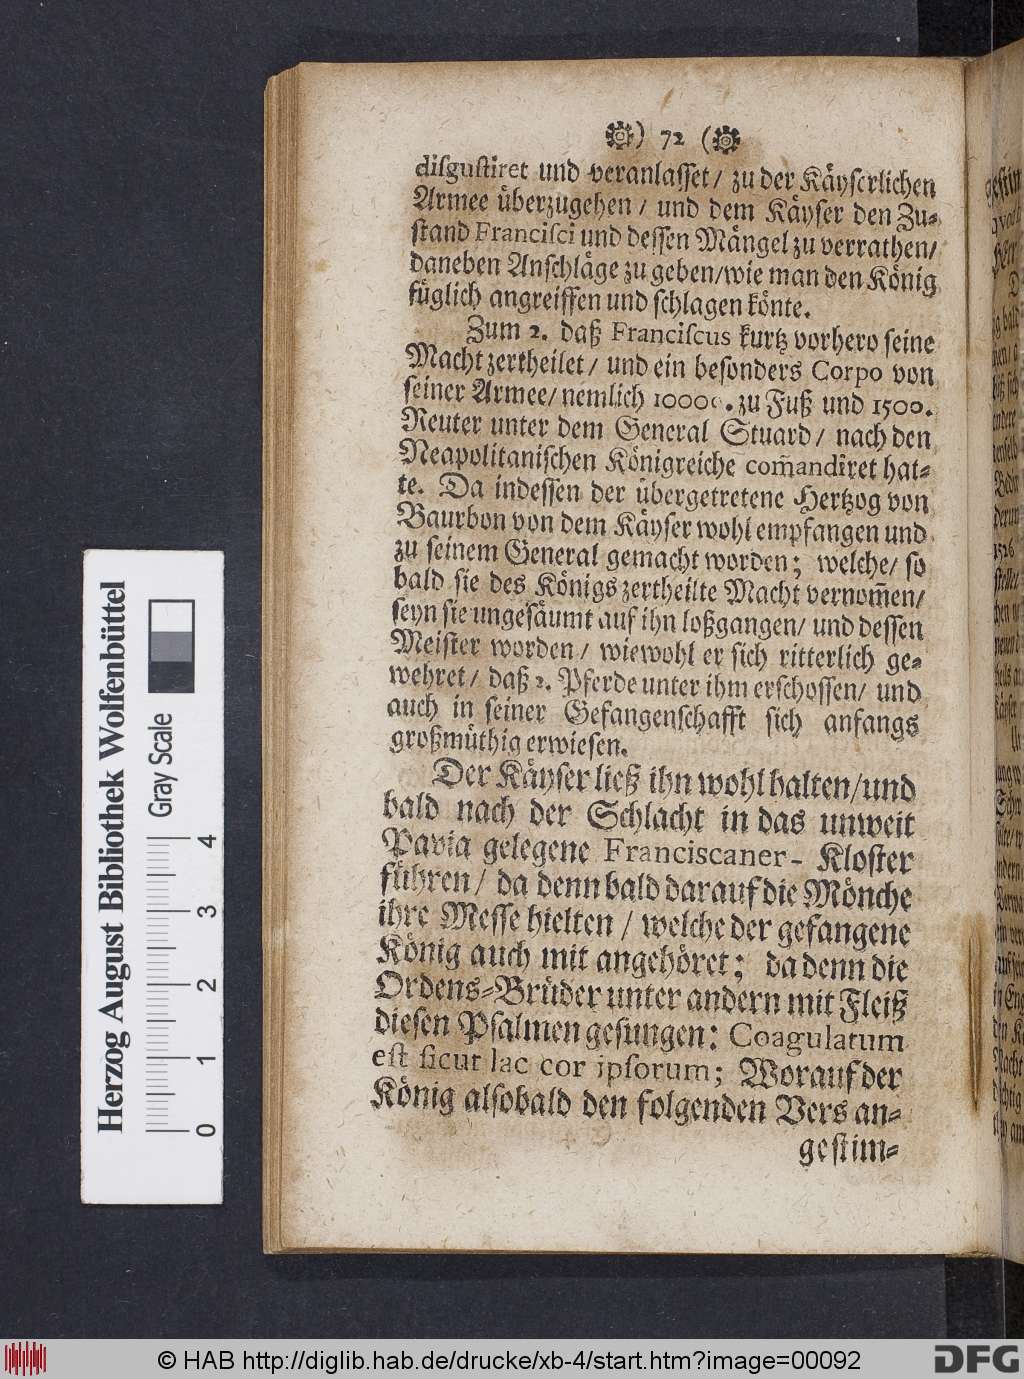 ) 72 (
disgustiret und veranlasset/ zu der Käyserlichen
Armee überzugehen/ und dem Käyser den Zu-
stand Francisci und dessen Mängel zu verrathen/
daneben Anschläge zu geben/ wie man den König
füglich angreiffen und schlagen könte.
Zum 2. daß Franciscus kurtz vorhero seine
Macht zertheilet/ und ein besonders Corpo von
seiner Armee/ nemlich 10000. zu Fuß und 1500.
Reuter unter dem General Stuard/ nach den
Neapolitanischen Königreiche com̄andiret hat-
te. Da indessen der übergetretene Hertzog von
Baurbon von dem Käyser wohl empfangen und
zu seinem General gemacht worden; welche/ so
bald sie des Königs zertheilte Macht vernom̄en/
seyn sie ungesäumt auf ihn loßgangen/ und dessen
Meister worden/ wiewohl er sich ritterlich ge-
wehret/ daß 2. Pferde unter ihm erschossen/ und
auch in seiner Gefangenschafft sich anfangs
großmüthig erwiesen.
Der Käyser ließ ihn wohl halten/ und
bald nach der Schlacht in das unweit
Pavia gelegene Franciscaner-Kloster
führen/ da denn bald darauf die Mönche
ihre Messe hielten/ welche der gefangene
König auch mit angehöret; da denn die
Ordens-Brüder unter andern mit Fleiß
diesen Psalmen gesungen: Coagulatum
est sicut lac cor ipsorum; Worauf der
König alsobald den folgenden Vers an-
gestim-
Herzog August Bibliothek Wolfenbüttel
Gray Scale
0 1 2 3 4
© HAB http://diglib.hab.de/drucke/xb-4/start.htm?image=00092
DFG